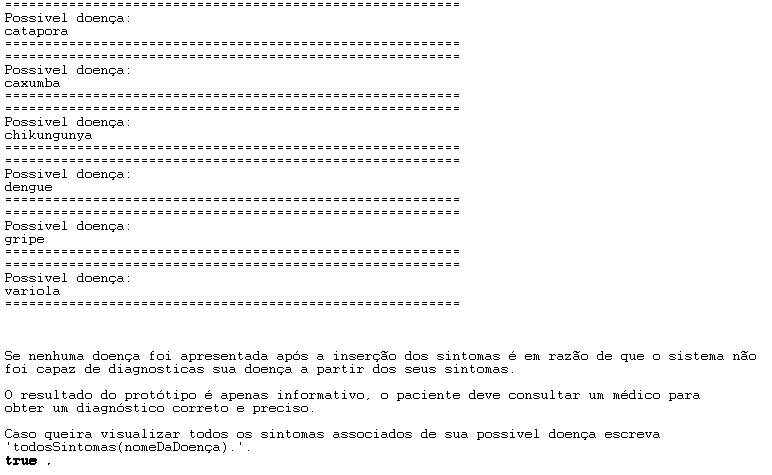 =========================================================
Possivel doença:
catapora
=========================================================
=========================================================
Possivel doença:
caxumba
=========================================================
=========================================================
Possivel doença:
chikungunya
=========================================================
=========================================================
Possivel doença:
dengue
=========================================================
=========================================================
Possivel doença:
gripe
=========================================================
=========================================================
Possivel doença:
variola
=========================================================
Se nenhuma doença foi apresentada após a inserção dos sintomas é em razão de que o sistema não
foi capaz de diagnosticas sua doença a partir dos seus sintomas.
O resultado do protótipo é apenas informativo, o paciente deve consultar um médico para
obter um diagnóstico correto e preciso.
Caso queira visualizar todos os sintomas associados de sua possivel doença escreva
'todosSintomas(nomeDaDoença).'.
true .